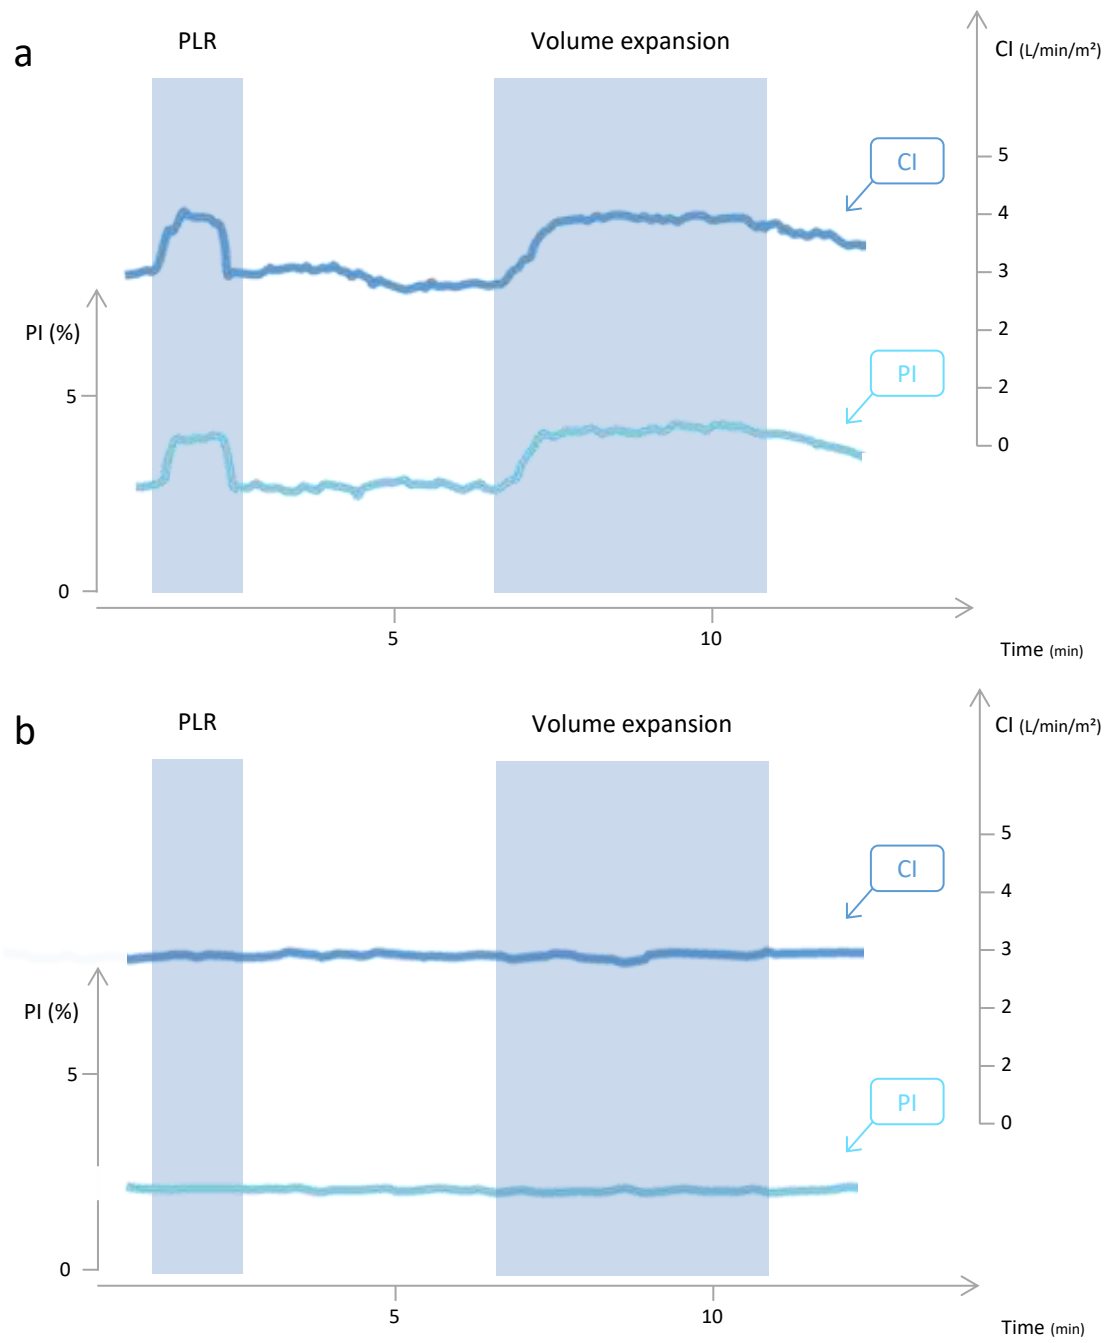 a
PLR
Volume expansion
CI (L/min/m²)
5
CI
4
3
PI (%)
2
PI
5
2
0
0
5
10
Time (min)
b
PLR
Volume expansion
CI (L/min/m²)
5
CI
4
3
PI (%)
2
5
2
PI
0
0
5
10
Time (min)